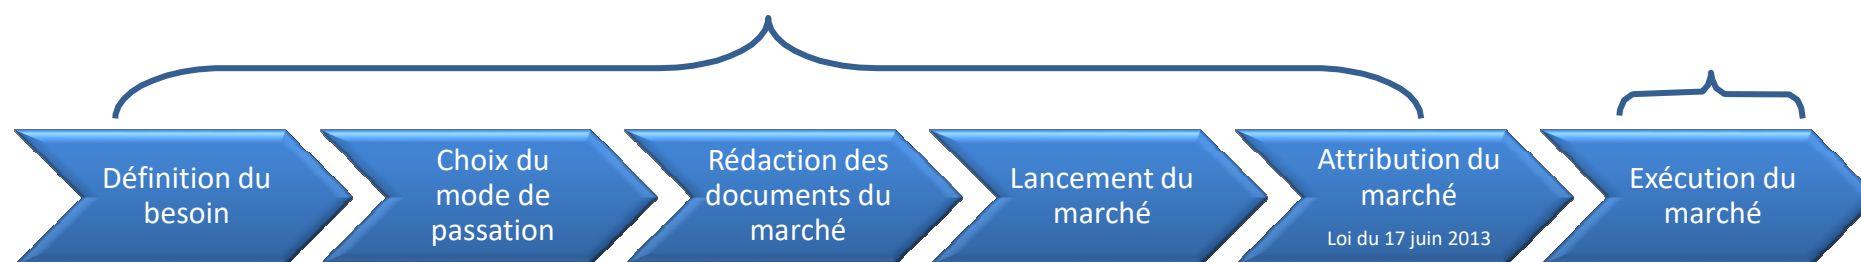 Définition du
besoin
Choix du
mode de
passation
Rédaction des
documents du
marché
Lancement du
marché
Attribution du
marché
Loi du 17 juin 2013
Exécution du
marché